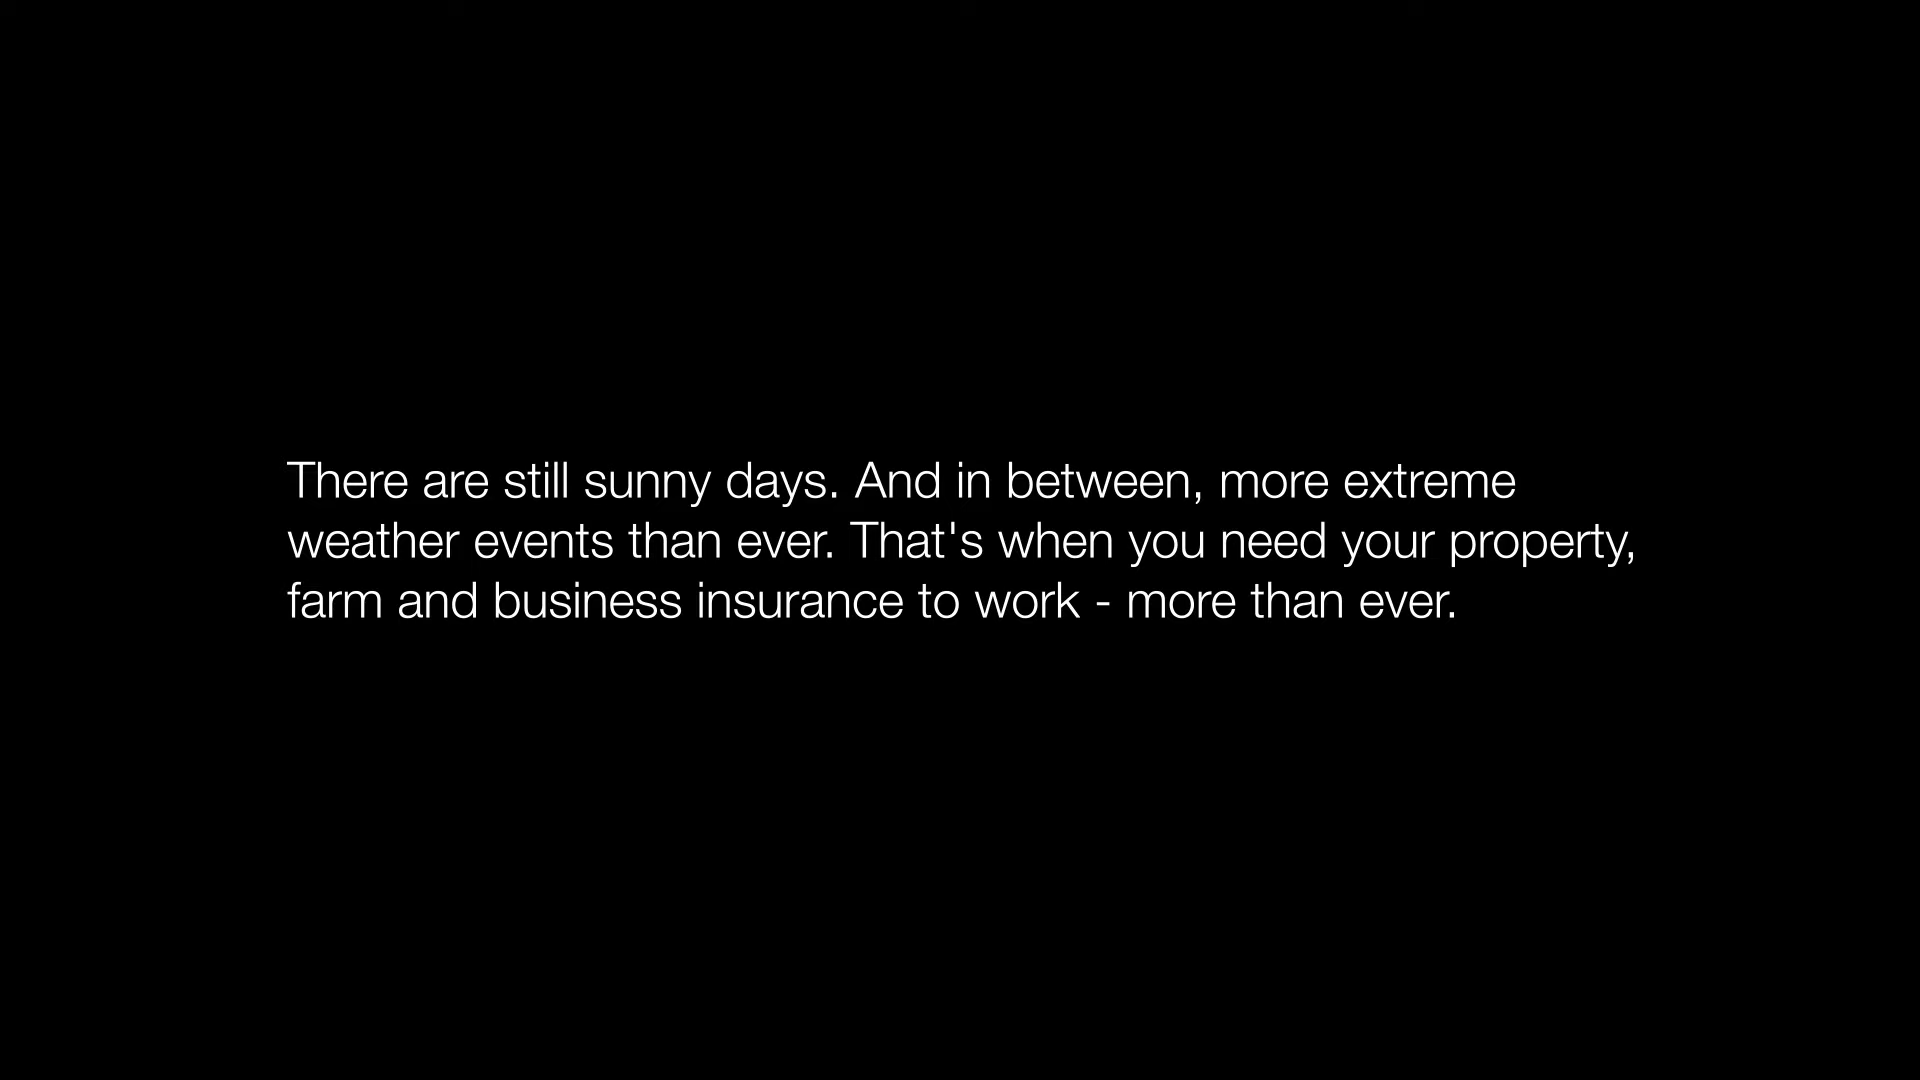 There are still sunny days. And in between, more extreme
weather events than ever. That's when you need your property,
farm and business insurance to work - more than ever.